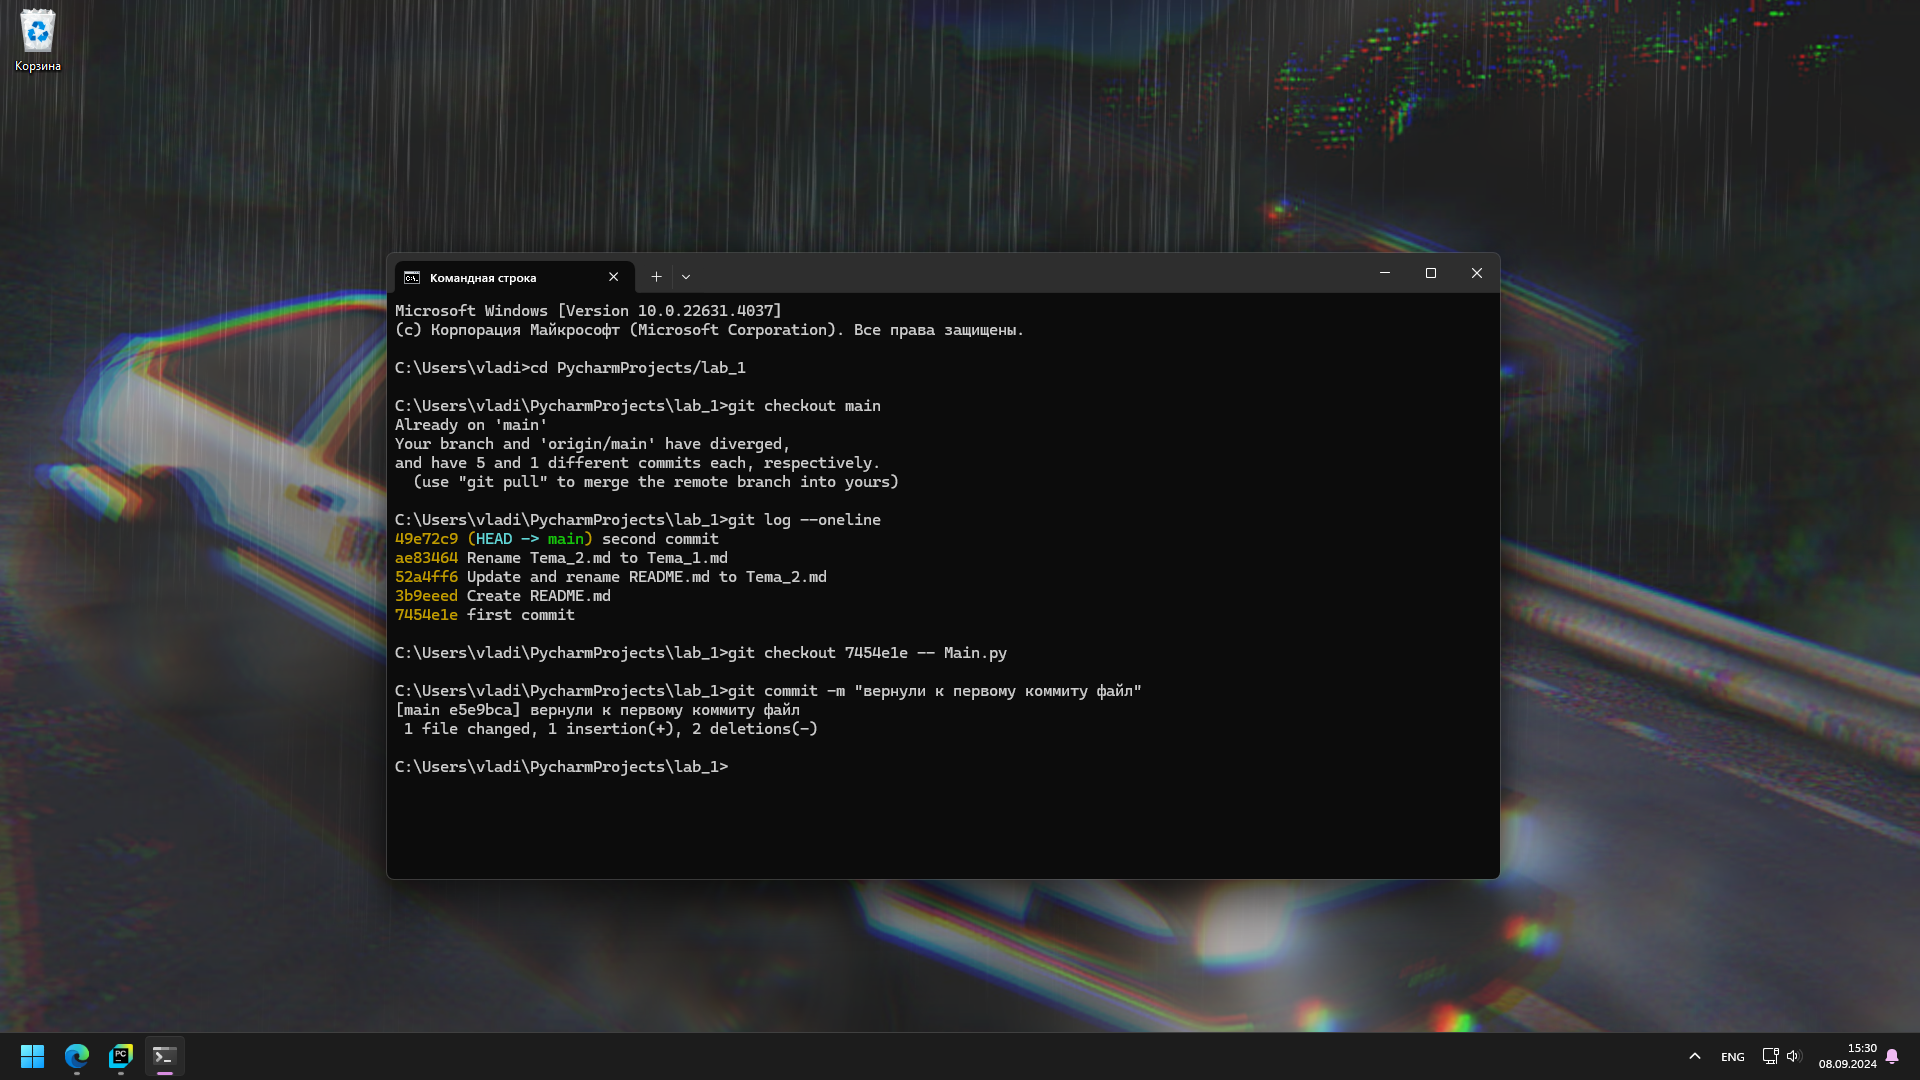 Корзина
Командная строка
Microsoft Windows [Version 10.0.22631.4037]
(c) Корпорация Майкрософт (Microsoft Corporation). Все права защищены.
C:\Users\vladi>cd PycharmProjects/lab_1
C:\Users\vladi\PycharmProjects\lab_1>git checkout main
Already on 'main'
Your branch and 'origin/main' have diverged,
and have 5 and 1 different commits each, respectively.
(use "git pull" to merge the remote branch into yours)
C:\Users\vladi\PycharmProjects\lab_1>git log --oneline
49e72c9 (HEAD -> main) second commit
ae83464 Rename Tema_2.md to Tema_1.md
52a4ff6 Update and rename README.md to Tema_2.md
3b9eeed Create README.md
7454e1e first commit
C:\Users\vladi\PycharmProjects\lab_1>git checkout 7454e1e -- Main.py
C:\Users\vladi\PycharmProjects\lab_1>git commit -m "вернули к первому коммиту файл"
[main e5e9bca] вернули к первому коммиту файл
1 file changed, 1 insertion(+), 2 deletions(-)
C:\Users\vladi\PycharmProjects\lab_1>
PC
ENG
15:30
08.09.2024